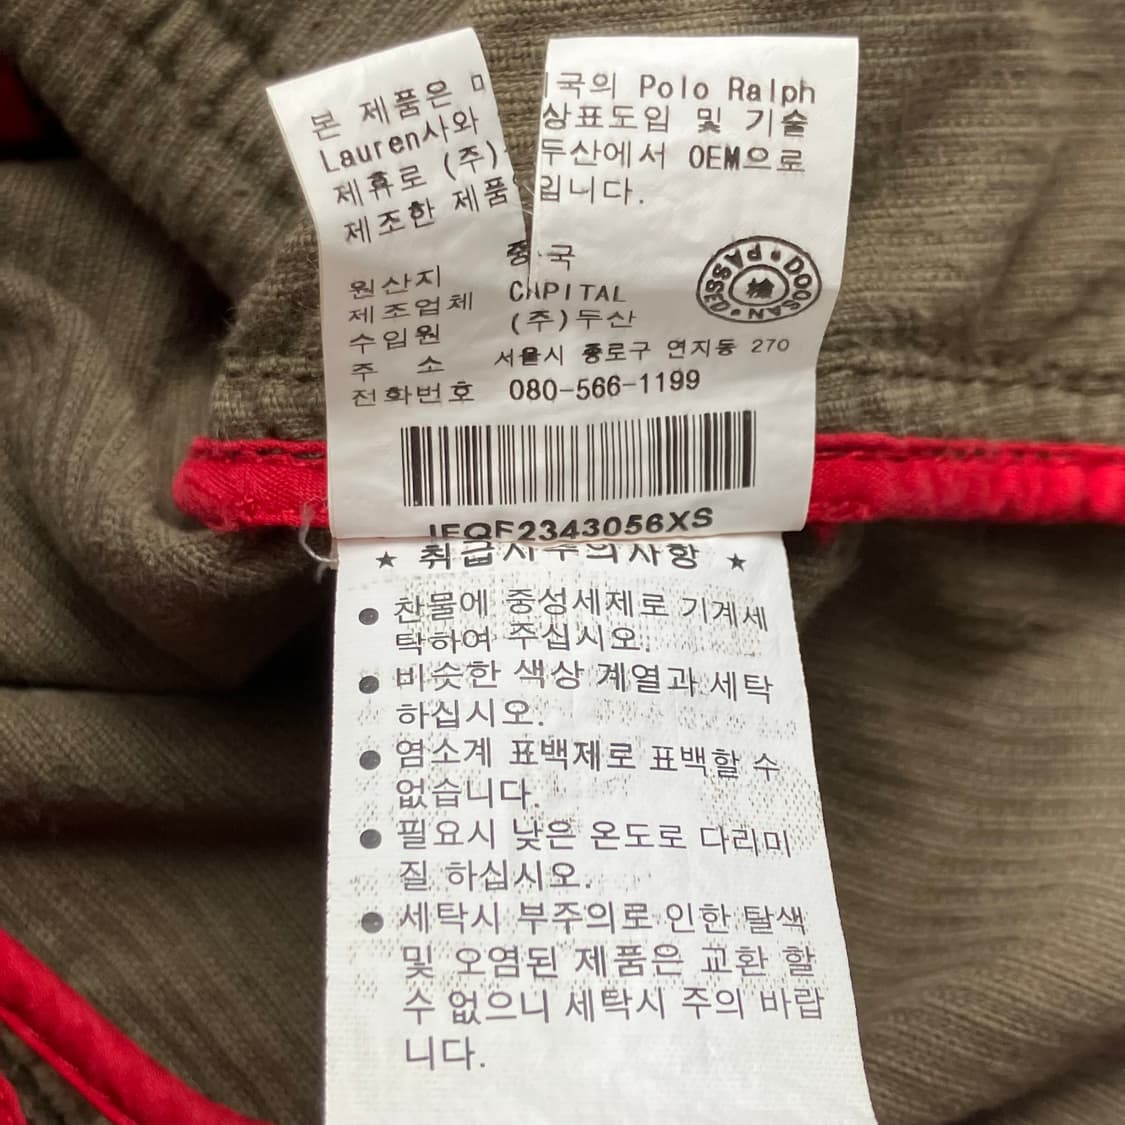 본 제품은 미국의 Polo Ralph
Lauren사와 상표도입 및 기술
제휴로 (주)두산에서 OEM으로
제조한 제품입니다.
원산지 중국
제조업체 CAPITAL
수입원 (주)두산
주 소 서울시 종로구 연지동 270
전화번호 080-566-1199
DOOSAN • PASSED •
檢
IFQF2343056XS
★ 취급시주의사항 ★
● 찬물에 중성세제로 기계세
탁하여 주십시오.
● 비슷한 색상 계열과 세탁
하십시오.
● 염소계 표백제로 표백할 수
없습니다.
● 필요시 낮은 온도로 다리미
질 하십시오.
● 세탁시 부주의로 인한 탈색
및 오염된 제품은 교환 할
수 없으니 세탁시 주의 바랍
니다.